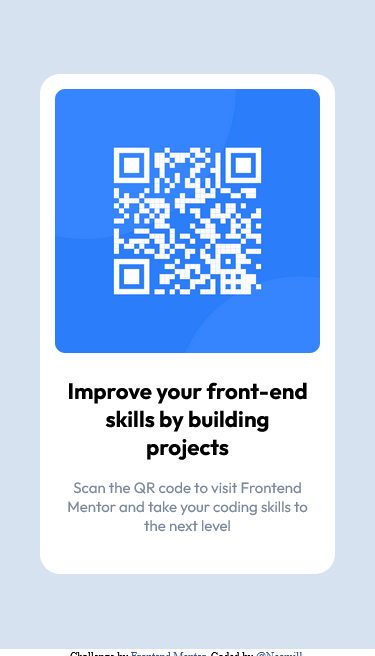 Improve your front-end
skills by building
projects
Scan the QR code to visit Frontend
Mentor and take your coding skills to
the next level
Challenge by Frontend Mentor. Coded by